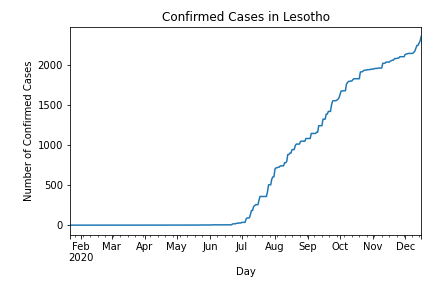 Confirmed Cases in Lesotho
Number of Confirmed Cases
2000
1500
1000
500
0
Feb Mar Apr May Jun Jul Aug Sep Oct Nov Dec
2020
Day